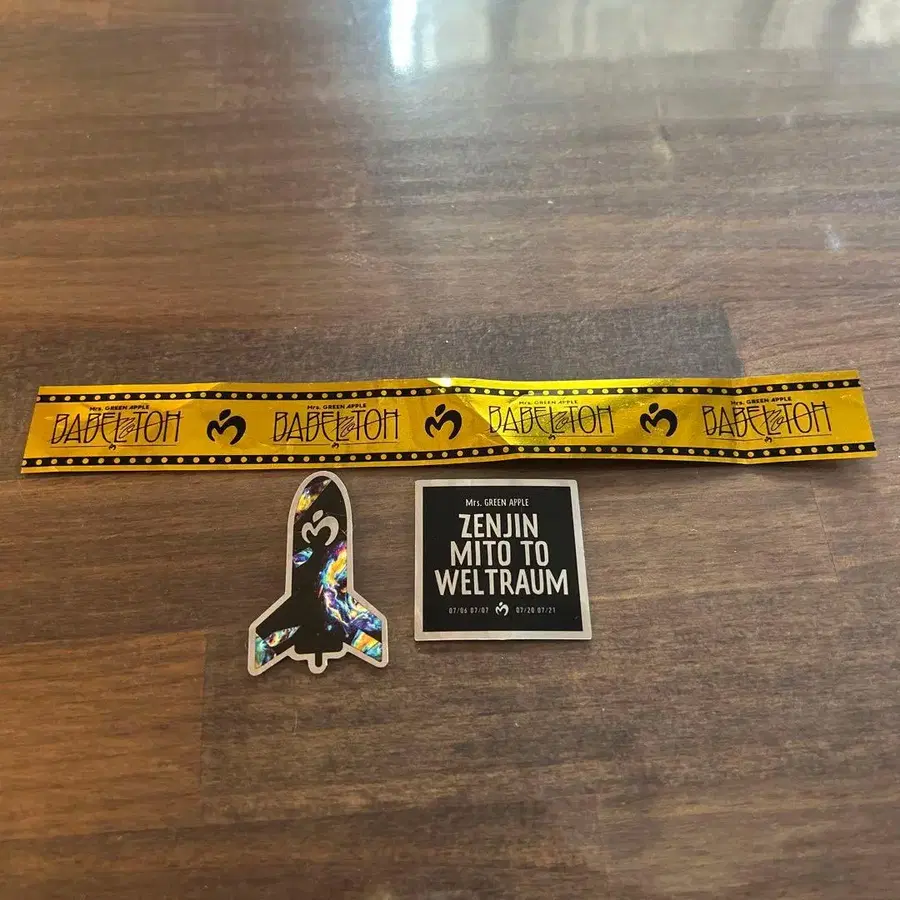 Mrs. GREEN APPLE
BABEL no TOH
Mrs. GREEN APPLE
BABEL no TOH
Mrs. GREEN APPLE
BABEL no TOH
Mrs. GREEN APPLE
BABEL no TOH
Mrs. GREEN APPLE
ZENJIN
MITO TO
WELTRAUM
07/06 07/07 07/20 07/21